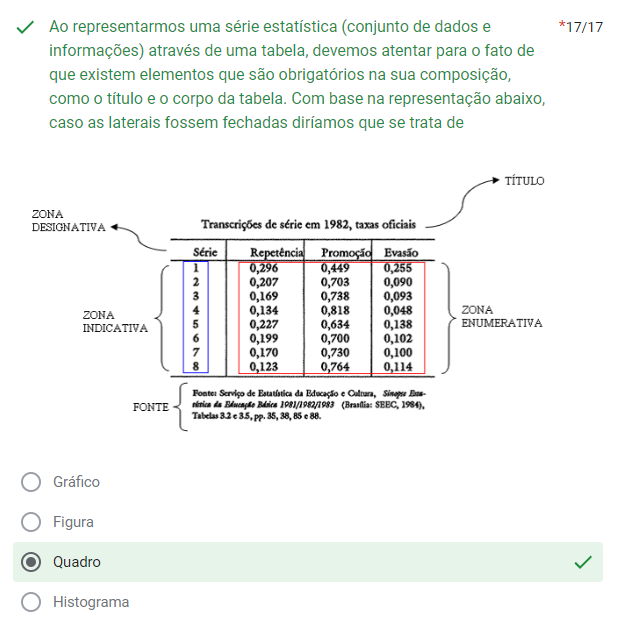 Ao representarmos uma série estatística (conjunto de dados e
*17/17
informações) através de uma tabela, devemos atentar para o fato de
que existem elementos que são obrigatórios na sua composição,
como o título e o corpo da tabela. Com base na representação abaixo,
caso as laterais fossem fechadas diríamos que se trata de
TÍTULO
ZONA
DESIGNATIVA
Transcrições de série em 1982, taxas oficiais
Série Repetência Promoção Evasão
1 0,296 0,449 0,255
2 0,207 0,703 0,090
3 0,169 0,738 0,093
4 0,134 0,818 0,048
5 0,227 0,634 0,138
6 0,199 0,700 0,102
7 0,170 0,730 0,100
8 0,123 0,764 0,114
ZONA
INDICATIVA
ZONA
ENUMERATIVA
FONTE
Fonte: Serviço de Estatística da Educação e Cultura, Sinopse Esta-
tística da Educação Básica 1981/1982/1983 (Brasília: SEEC, 1984),
Tabelas 3.2 e 3.5, pp. 35, 38, 85 e 88.
Gráfico
Figura
Quadro
Histograma